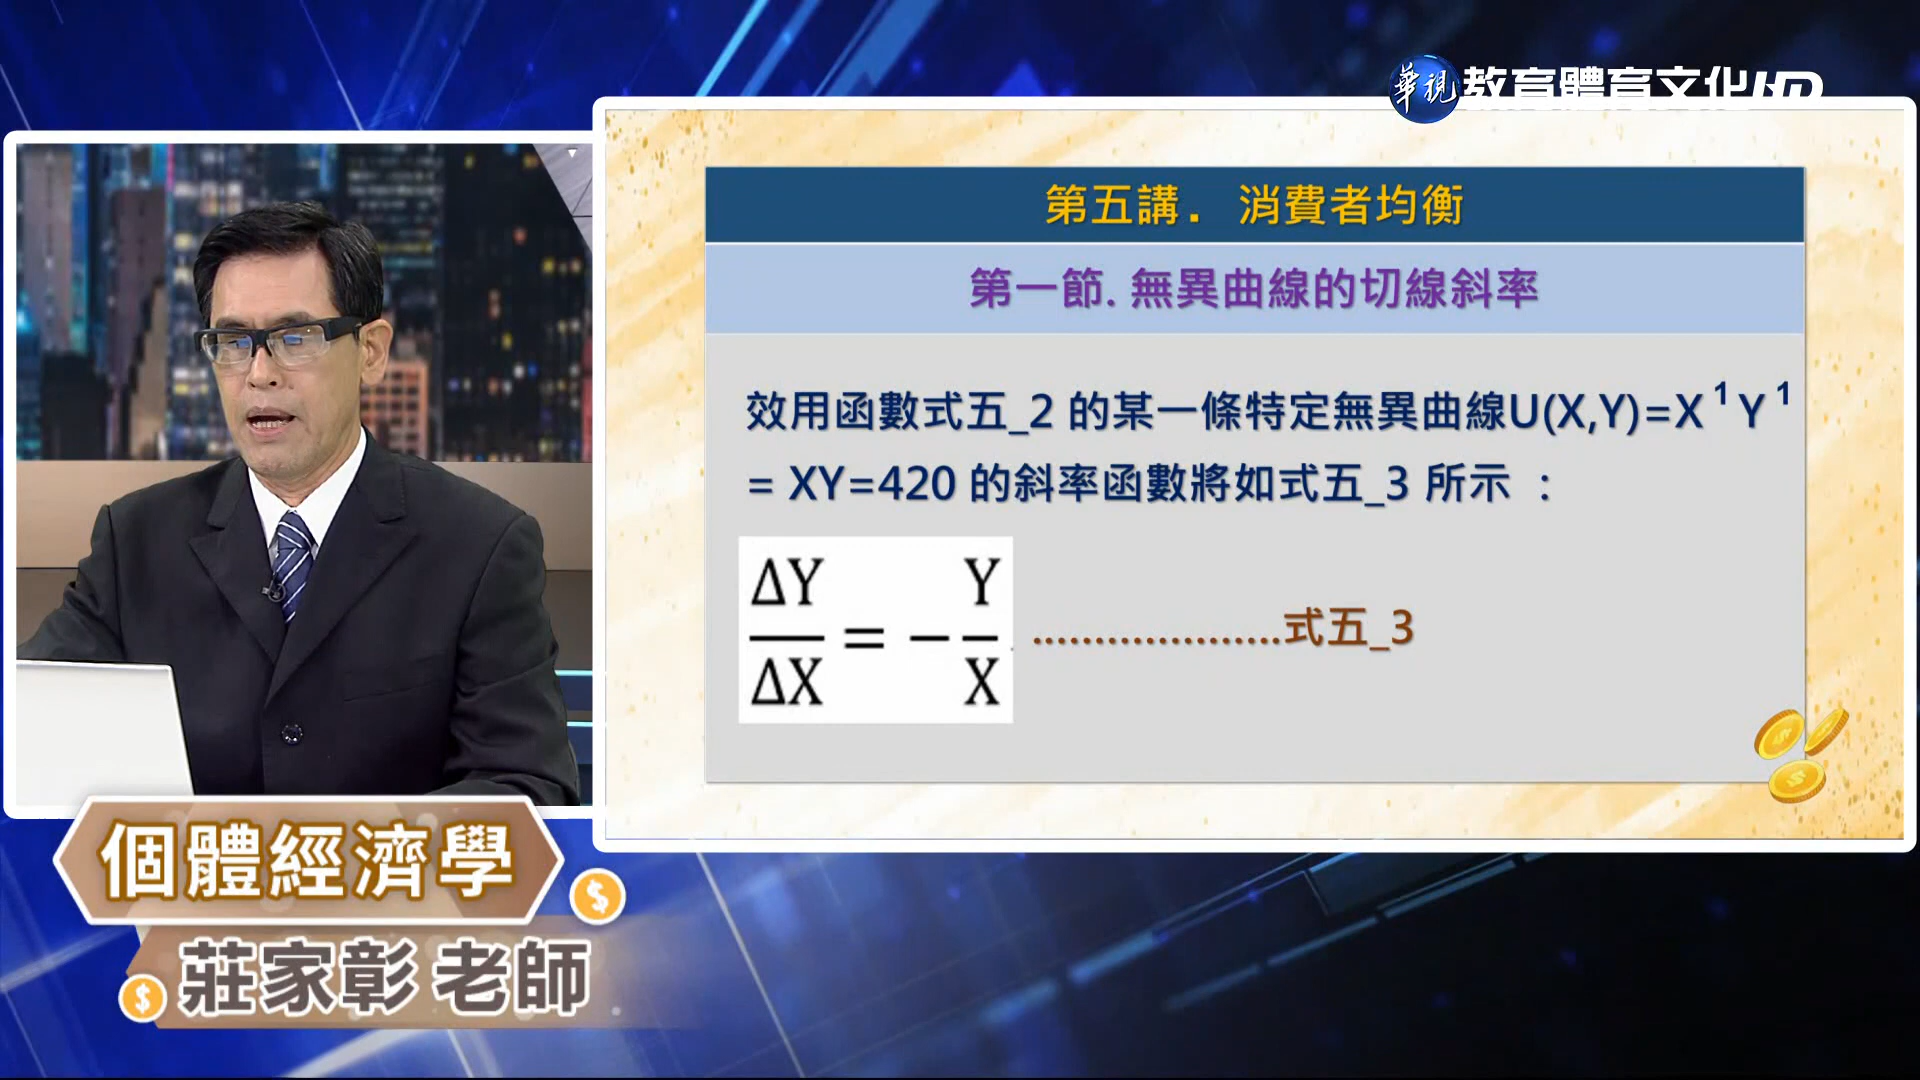 華視 教育體育文化HD
第五講. 消費者均衡
第一節. 無異曲線的切線斜率
效用函數式五_2 的某一條特定無異曲線U(X,Y)=X¹Y¹
= XY=420 的斜率函數將如式五_3 所示 :
ΔY/ΔX = −Y/X ....................式五_3
個體經濟學
莊家彰 老師